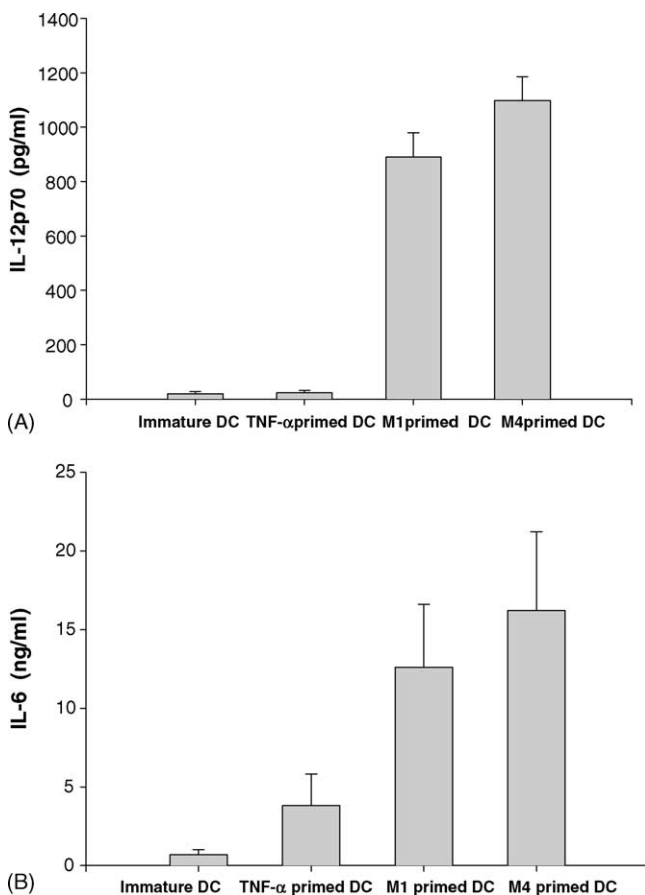 1400
1200
1000
800
600
400
200
0
IL-12p70 (pg/ml)
Immature DC TNF-αprimed DC M1primed DC M4primed DC
(A)
25
20
15
10
5
0
IL-6 (ng/ml)
Immature DC TNF-α primed DC M1 primed DC M4 primed DC
(B)